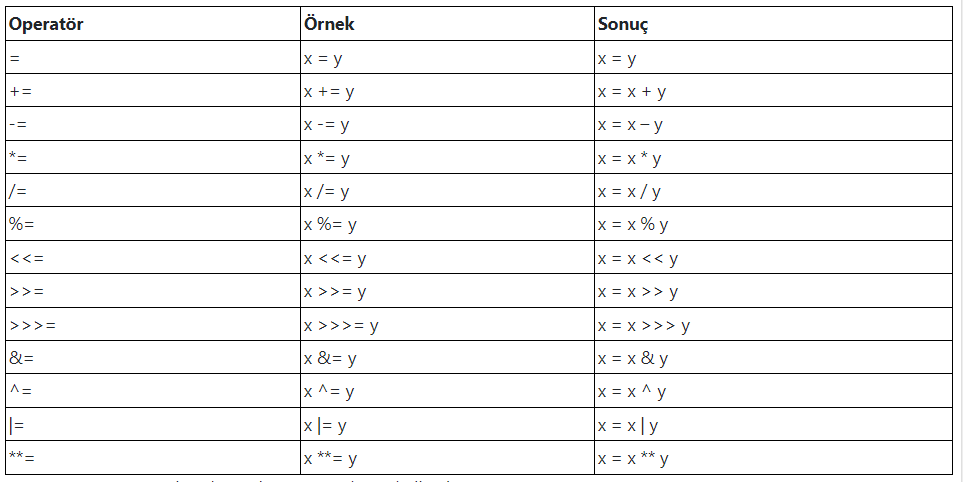 Operatör Örnek Sonuç
= x = y x = y
+= x += y x = x + y
-= x -= y x = x – y
*= x *= y x = x * y
/= x /= y x = x / y
%= x %= y x = x % y
<<= x <<= y x = x << y
>>= x >>= y x = x >> y
>>>= x >>>= y x = x >>> y
&= x &= y x = x & y
^= x ^= y x = x ^ y
|= x |= y x = x | y
**= x **= y x = x ** y